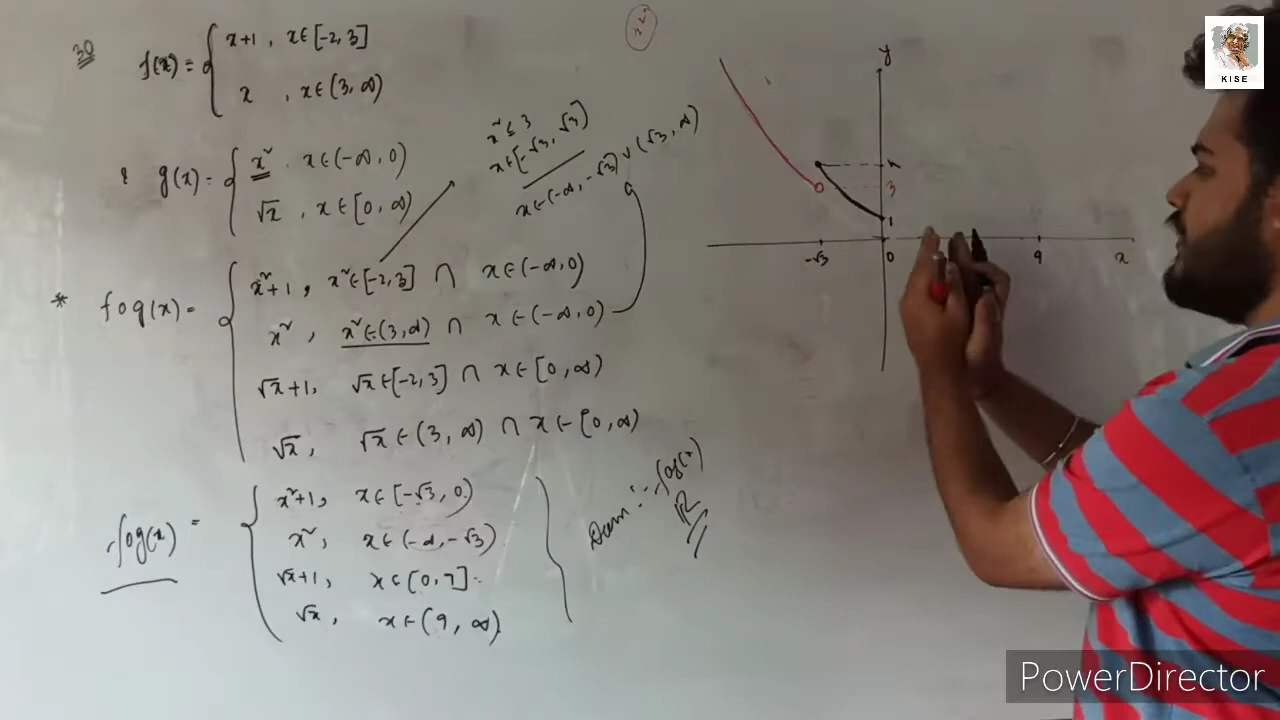 30
f(x) = { x+1 , x∈[-2,3]
x , x∈(3,∞)
& g(x) = { x² . x∈(-∞,0)
√x , x∈[0,∞)
x² ≤ 3
x∈[-√3,√3]
x∈(-∞,-√3)∪(√3,∞)
* fog(x) = { x²+1 , x²∈[-2,3] ∩ x∈(-∞,0)
x² , x²∈(3,∞) ∩ x∈(-∞,0)
√x+1, √x∈[-2,3] ∩ x∈[0,∞)
√x, √x∈(3,∞) ∩ x∈[0,∞)
fog(x) = { x²+1, x∈[-√3,0)
x², x∈(-∞,-√3)
√x+1, x∈[0,9]
√x, x∈(9,∞)
Dom: fog(x)
R
y
3
1
-√3 0 9 x
KISE
PowerDirector